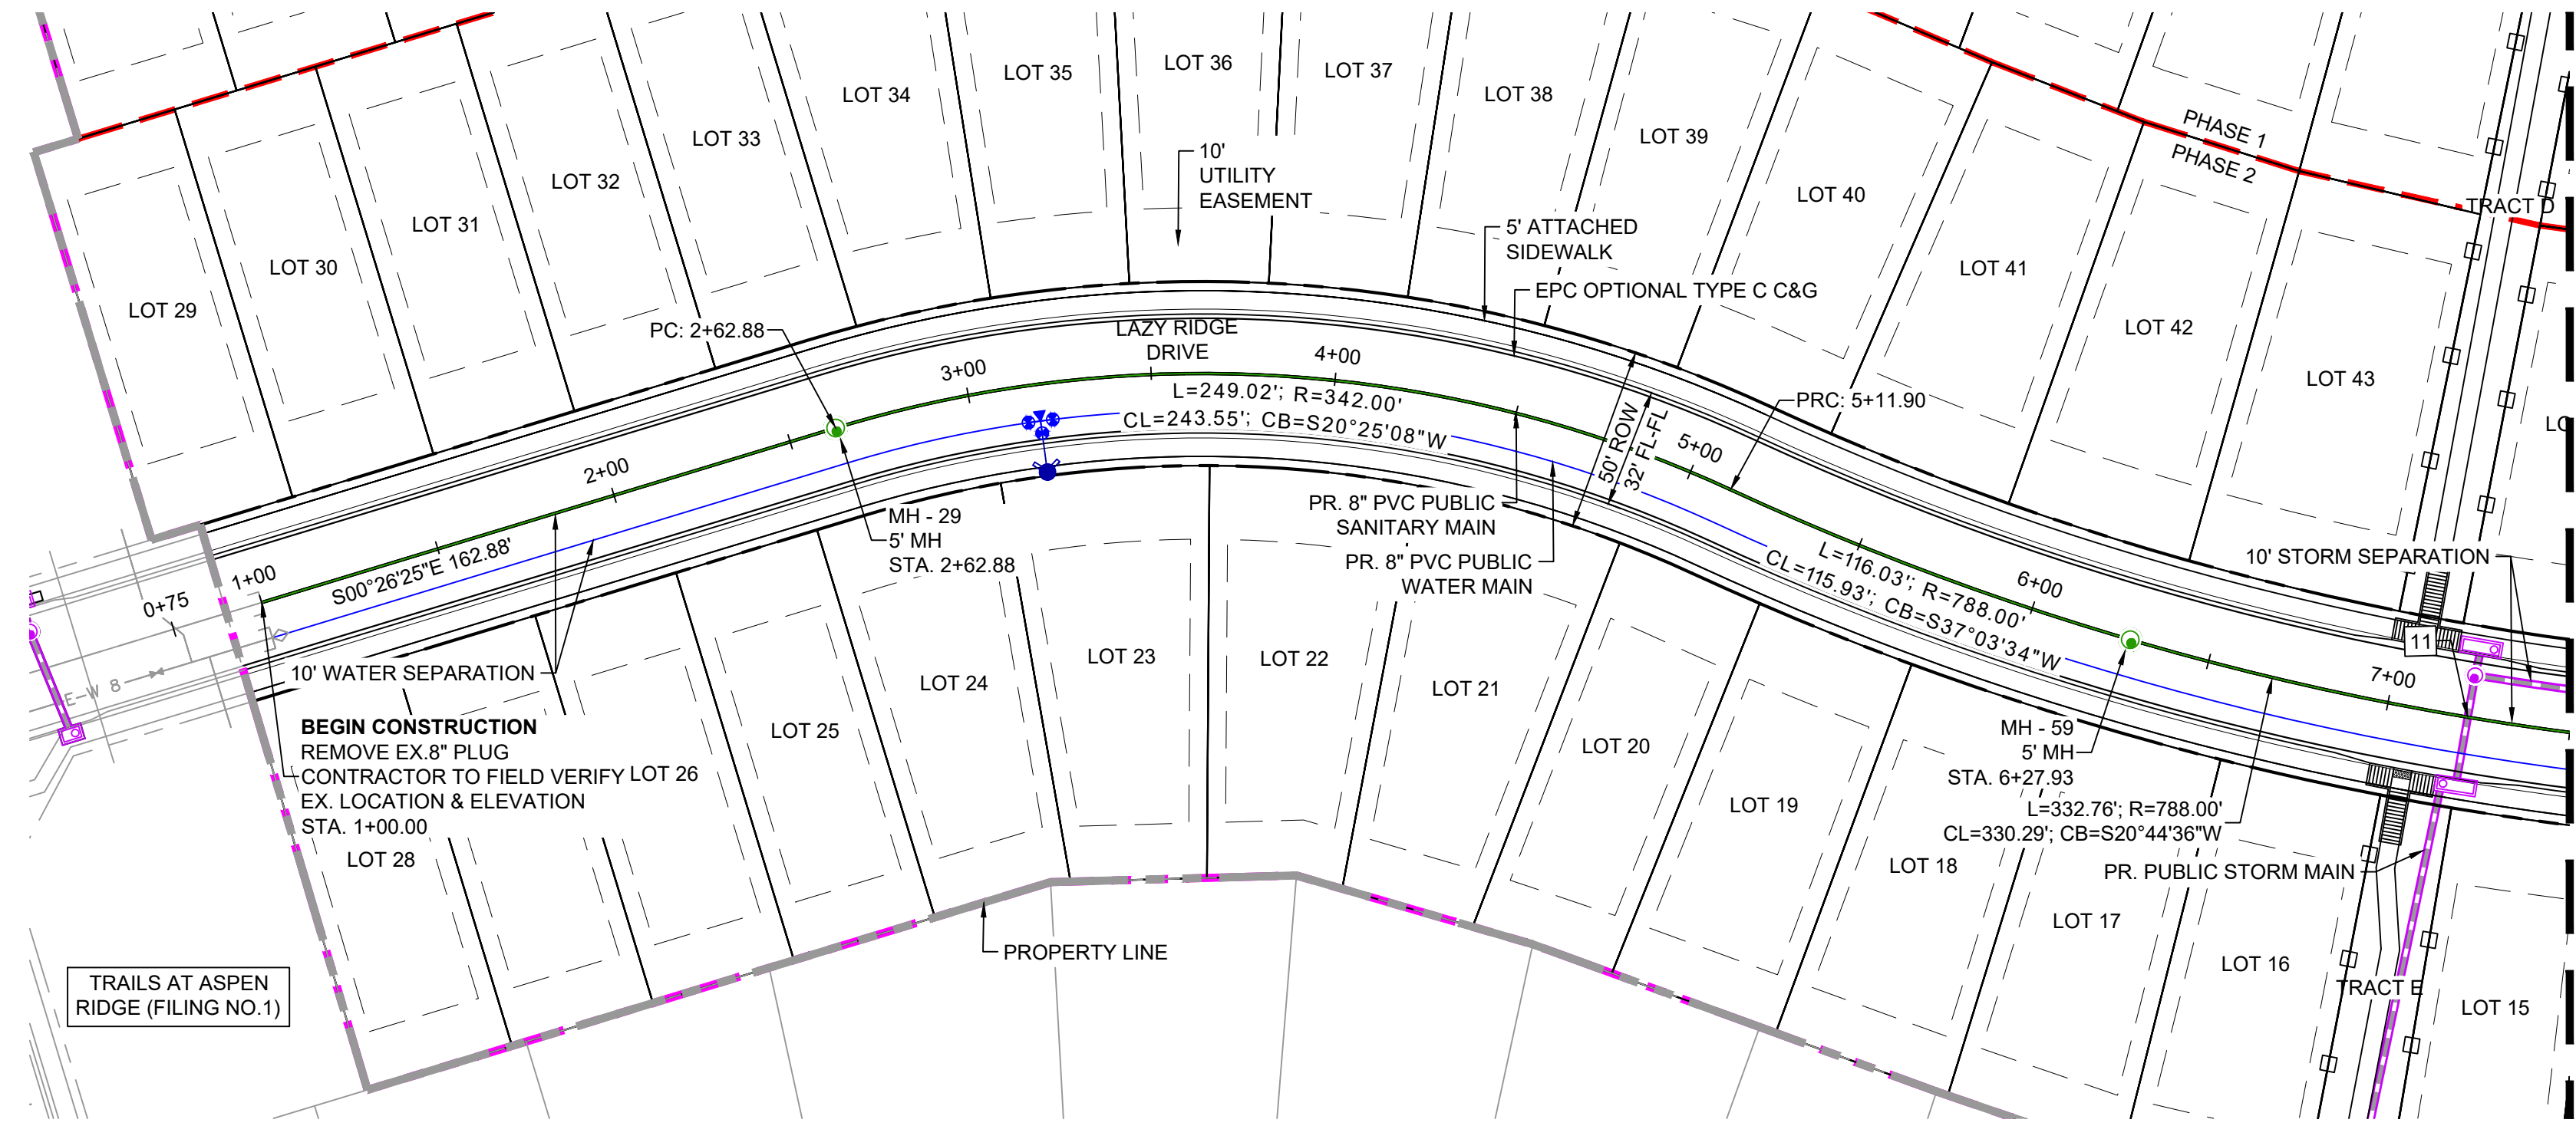 LOT 35
LOT 36
LOT 37
LOT 34
LOT 38
LOT 33
LOT 39
LOT 32
LOT 40
LOT 31
LOT 41
LOT 30
LOT 42
LOT 29
LOT 43
PHASE 1
PHASE 2
TRACT D
10'
UTILITY
EASEMENT
5' ATTACHED
SIDEWALK
EPC OPTIONAL TYPE C C&G
PC: 2+62.88
LAZY RIDGE
DRIVE
3+00
4+00
L=249.02'; R=342.00'
CL=243.55'; CB=S20°25'08"W
PRC: 5+11.90
50' ROW
32' FL-FL
5+00
2+00
MH - 29
5' MH
STA. 2+62.88
PR. 8" PVC PUBLIC
SANITARY MAIN
PR. 8" PVC PUBLIC
WATER MAIN
S00°26'25"E 162.88'
1+00
0+75
E-W 8
10' WATER SEPARATION
L=116.03'; R=788.00'
CL=115.93'; CB=S37°03'34"W
6+00
10' STORM SEPARATION
11
7+00
MH - 59
5' MH
STA. 6+27.93
L=332.76'; R=788.00'
CL=330.29'; CB=S20°44'36"W
PR. PUBLIC STORM MAIN
BEGIN CONSTRUCTION
REMOVE EX.8" PLUG
CONTRACTOR TO FIELD VERIFY
EX. LOCATION & ELEVATION
STA. 1+00.00
LOT 28
LOT 26
LOT 25
LOT 24
LOT 23
LOT 22
LOT 21
LOT 20
LOT 19
LOT 18
LOT 17
LOT 16
LOT 15
TRACT E
PROPERTY LINE
TRAILS AT ASPEN
RIDGE (FILING NO.1)